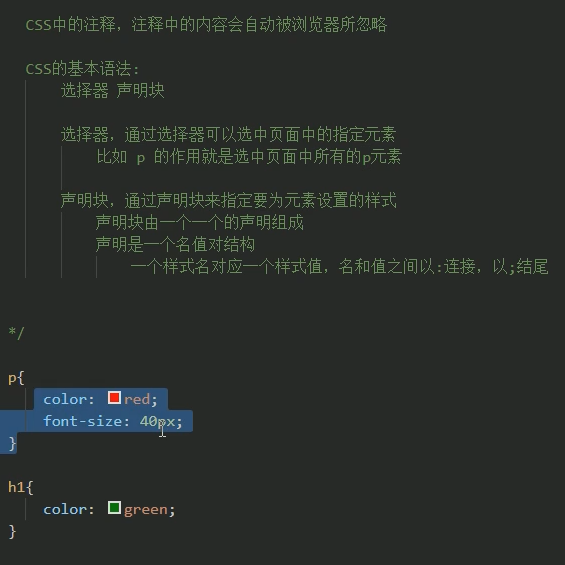 CSS中的注释，注释中的内容会自动被浏览器所忽略
CSS的基本语法:
选择器 声明块
选择器，通过选择器可以选中页面中的指定元素
比如 p 的作用就是选中页面中所有的p元素
声明块，通过声明块来指定要为元素设置的样式
声明块由一个一个的声明组成
声明是一个名值对结构
一个样式名对应一个样式值，名和值之间以:连接，以;结尾
*/
p{
color: red;
font-size: 40px;
}
h1{
color: green;
}